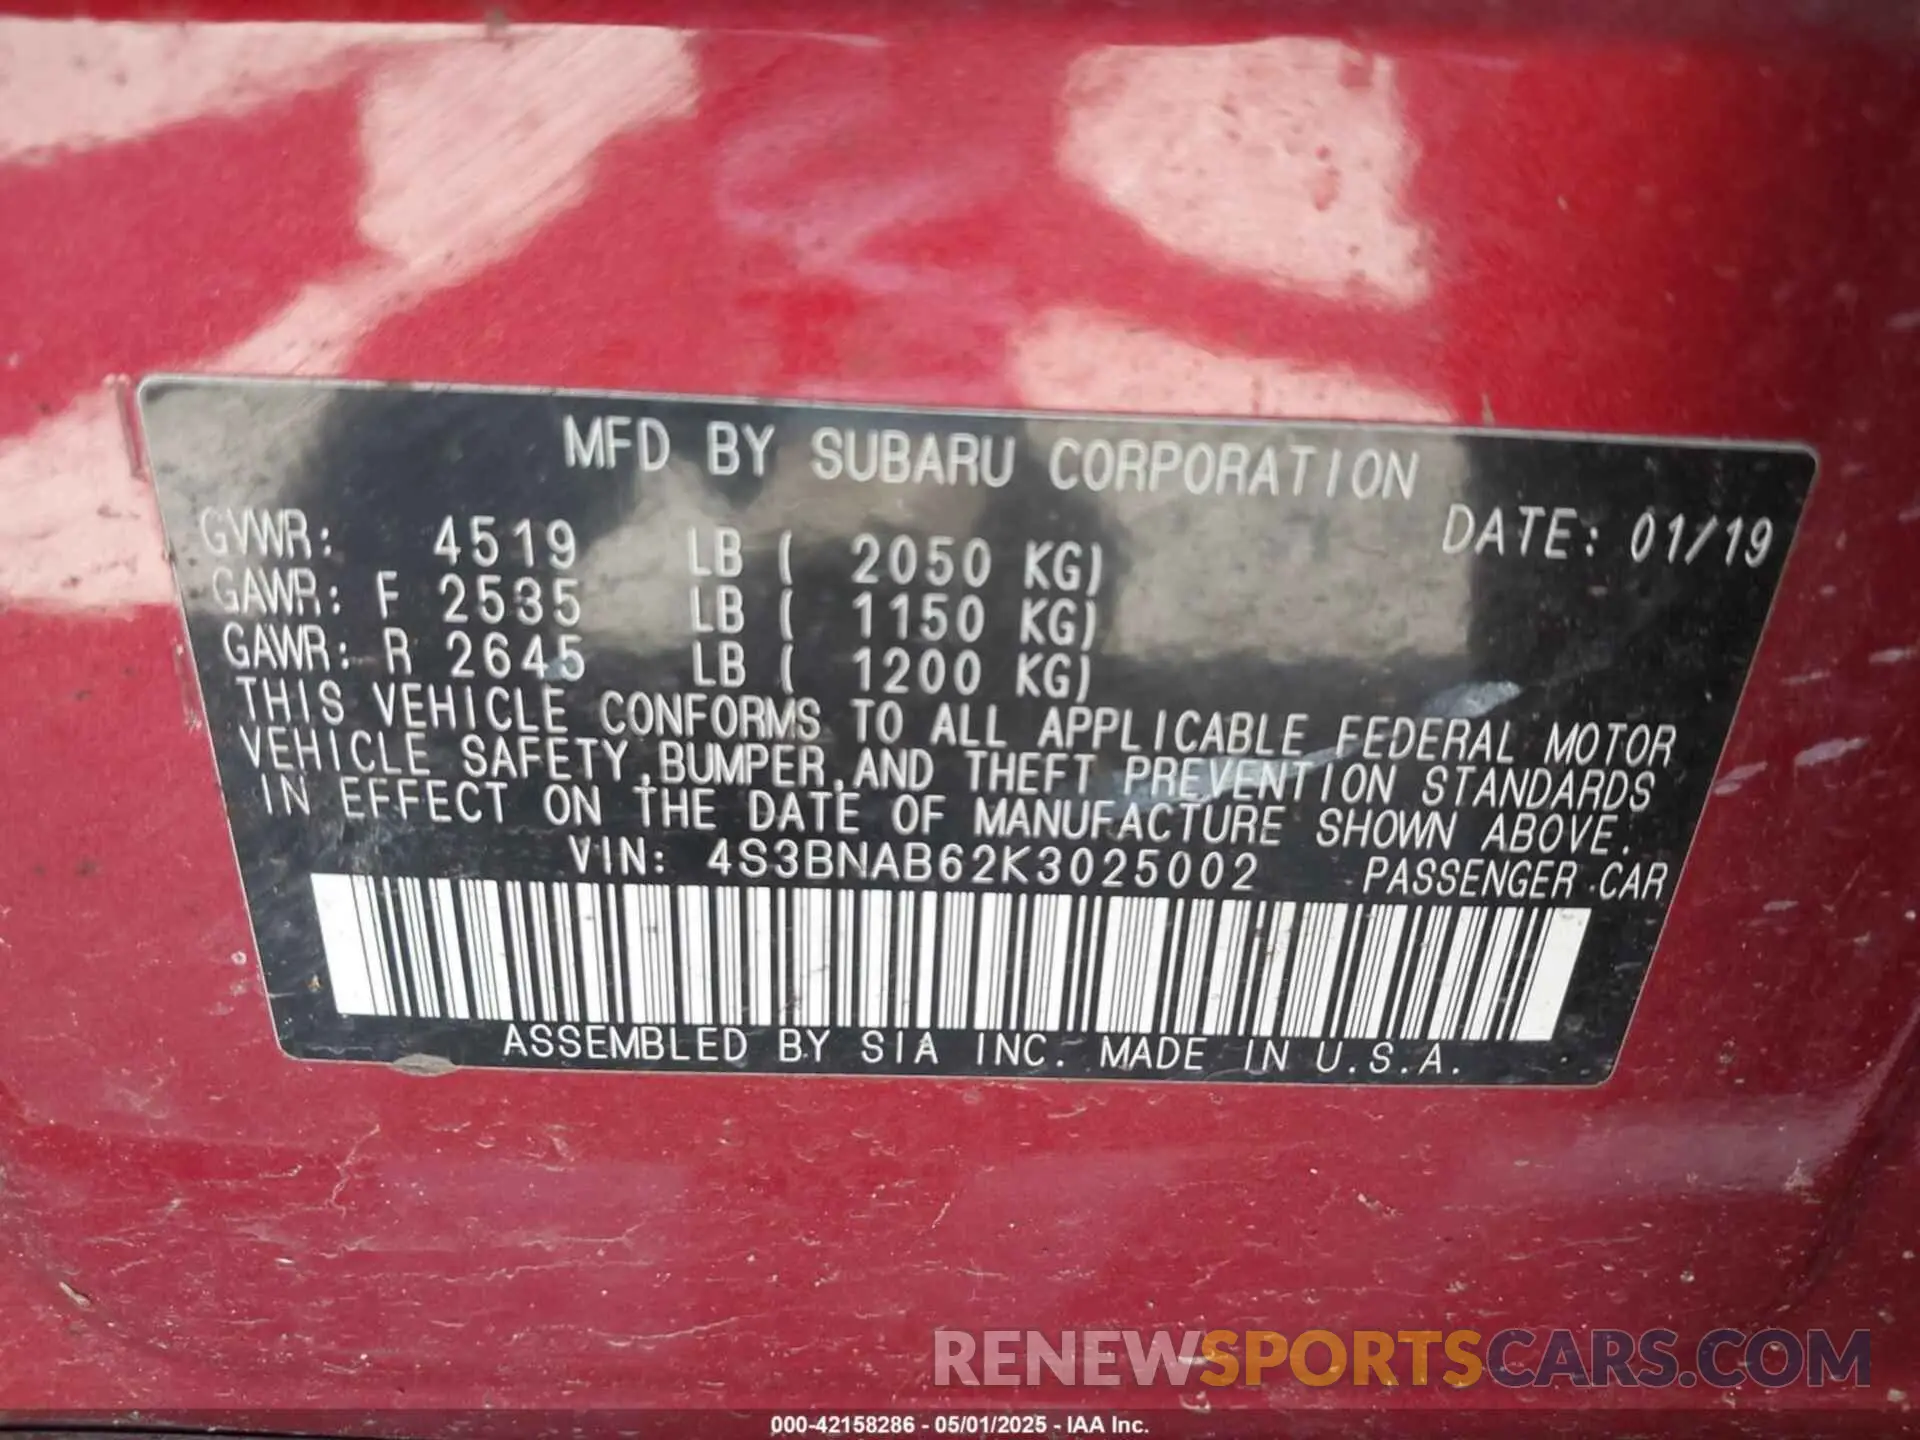 MFD BY SUBARU CORPORATION
DATE: 01/19
GVWR: 4519 LB ( 2050 KG)
GAWR: F 2535 LB ( 1150 KG)
GAWR: R 2645 LB ( 1200 KG)
THIS VEHICLE CONFORMS TO ALL APPLICABLE FEDERAL MOTOR
VEHICLE SAFETY,BUMPER,AND THEFT PREVENTION STANDARDS
IN EFFECT ON THE DATE OF MANUFACTURE SHOWN ABOVE.
VIN: 4S3BNAB62K3025002 PASSENGER CAR
ASSEMBLED BY SIA INC. MADE IN U.S.A.
RENEWSPORTSCARS.COM
000-42158286 - 05/01/2025 - IAA Inc.